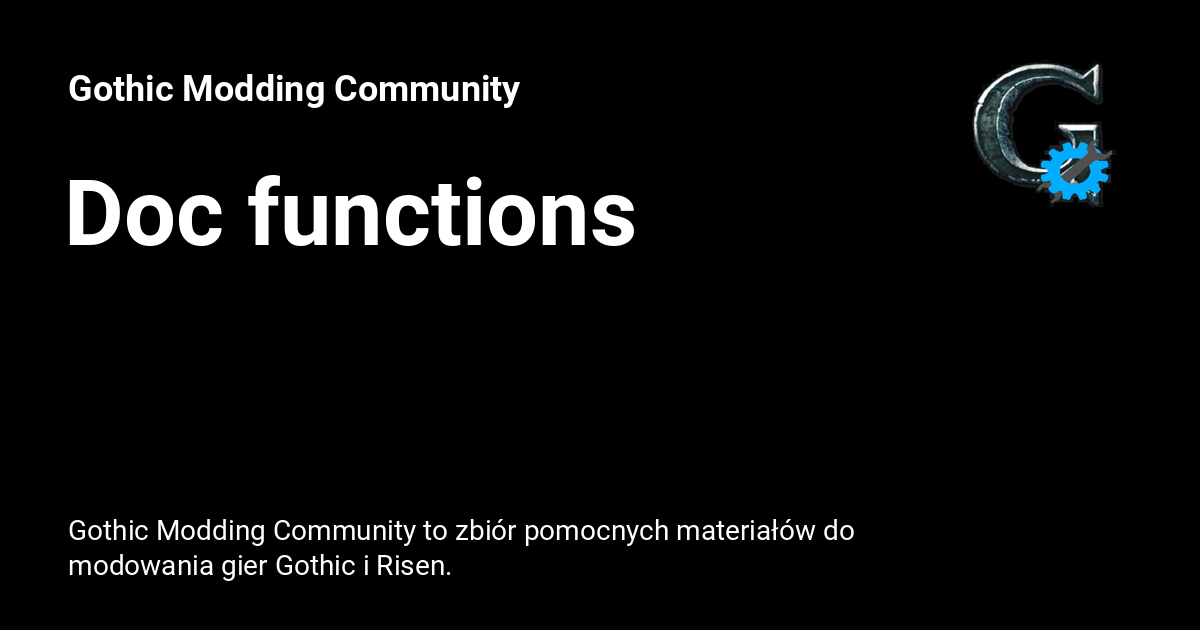 Gothic Modding Community
Doc functions
Gothic Modding Community to zbiór pomocnych materiałów do
modowania gier Gothic i Risen.